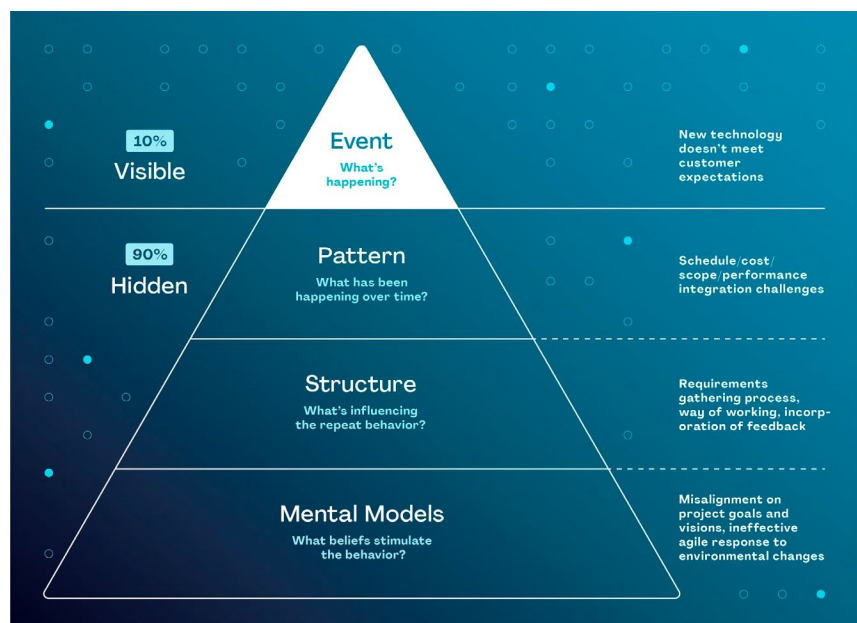 10%
Visible
Event
What's
happening?
New technology
doesn't meet
customer
expectations
90%
Hidden
Pattern
What has been
happening over time?
Schedule/cost/
scope/performance
integration challenges
Structure
What's influencing
the repeat behavior?
Requirements
gathering process,
way of working, incorp-
oration of feedback
Mental Models
What beliefs stimulate
the behavior?
Misalignment on
project goals and
visions, ineffective
agile response to
environmental changes